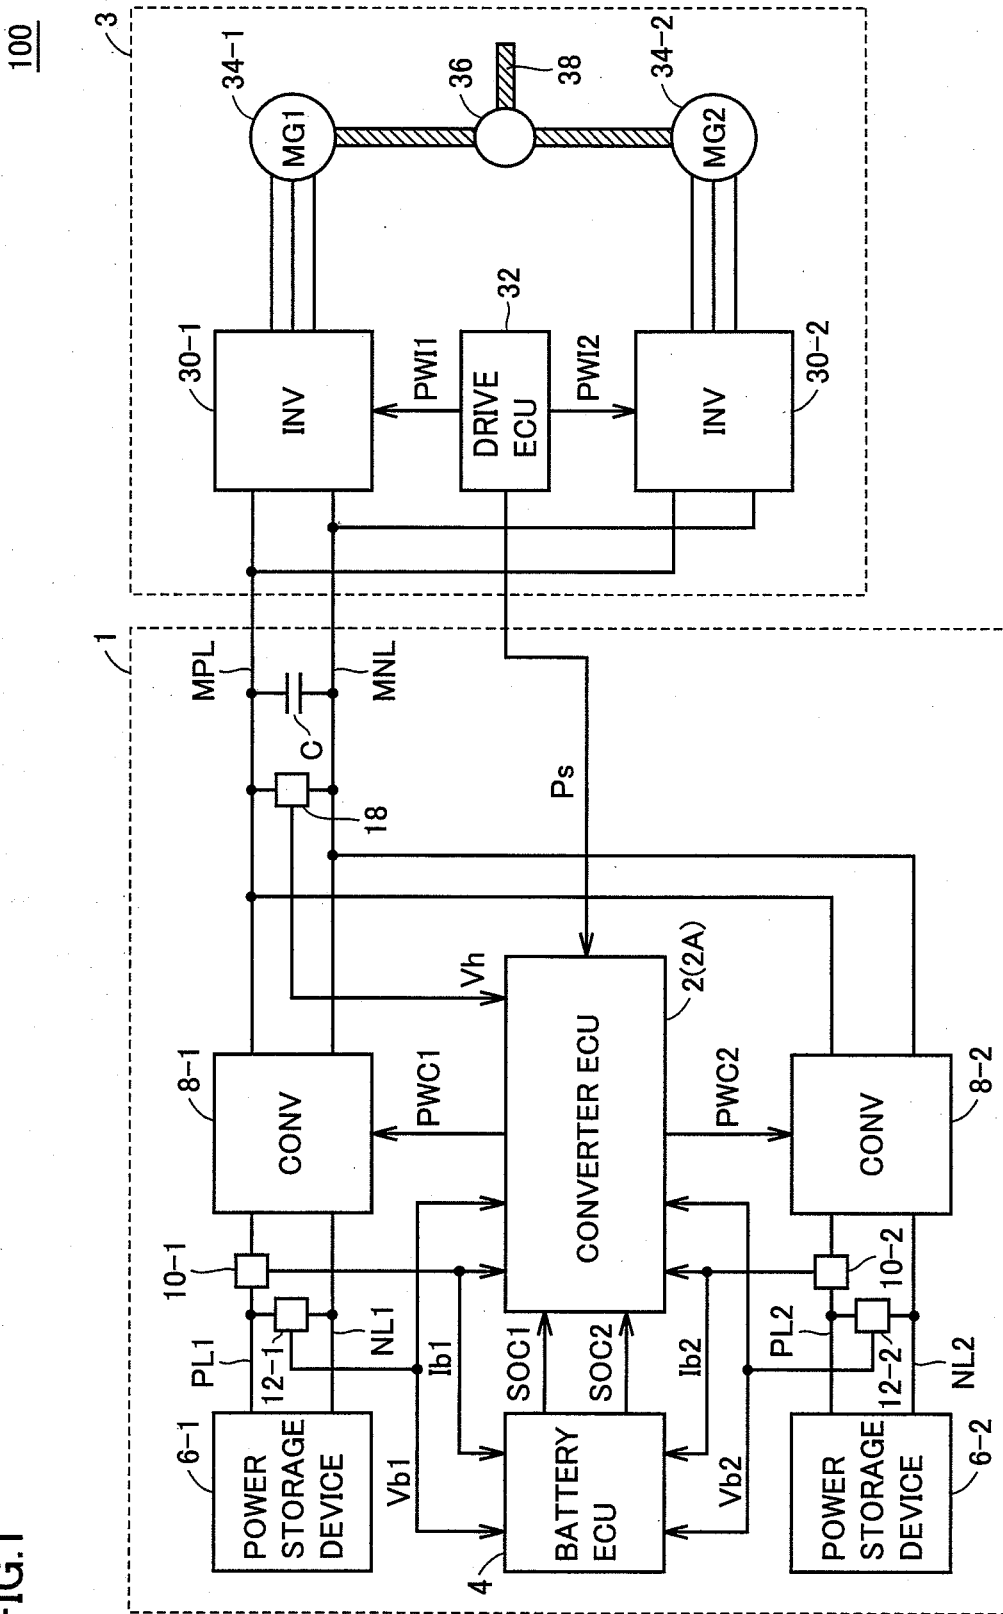 FIG.1
100
1
3
6-1
POWER
STORAGE
DEVICE
PL1
10-1
12-1
NL1
8-1
CONV
MPL
MNL
C
18
30-1
INV
34-1
MG1
Vb1
Ib1
PWC1
Vh
PWI1
4
BATTERY
ECU
SOC1
SOC2
CONVERTER ECU
2(2A)
Ps
DRIVE
ECU
32
36
38
Vb2
Ib2
PWC2
PWI2
6-2
POWER
STORAGE
DEVICE
PL2
10-2
12-2
NL2
8-2
CONV
30-2
INV
34-2
MG2